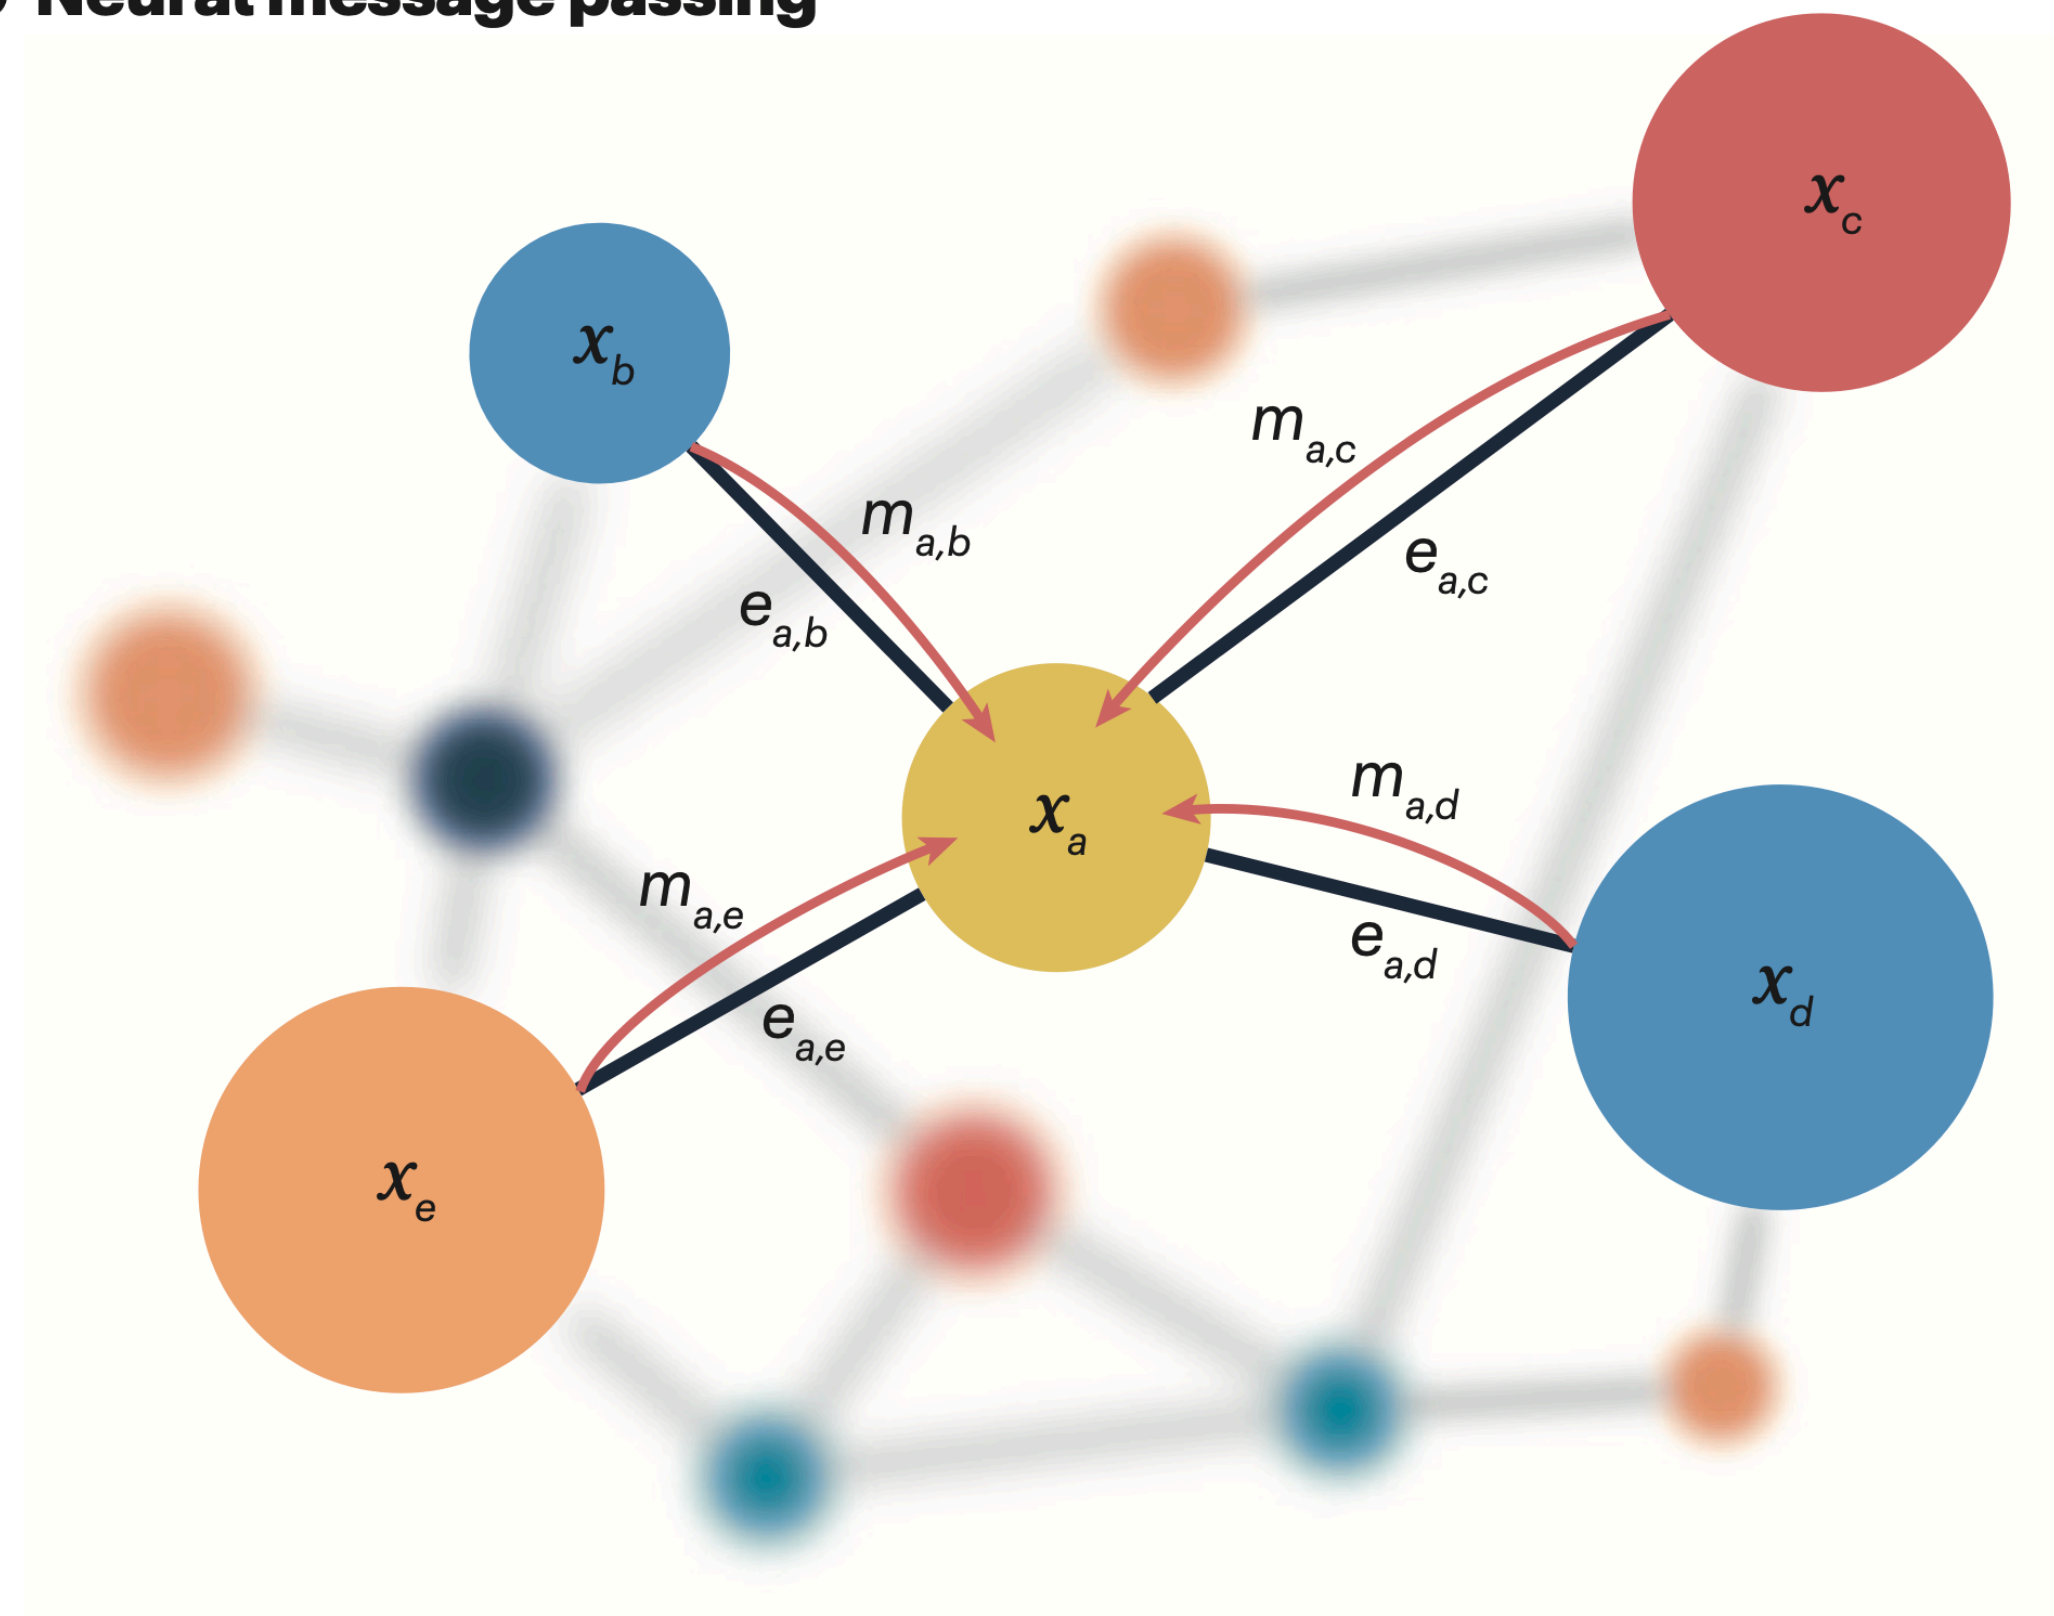 Neural message passing
x_c
x_b
m_a,c
m_a,b
e_a,c
e_a,b
m_a,d
x_a
m_a,e
e_a,d
x_d
e_a,e
x_e